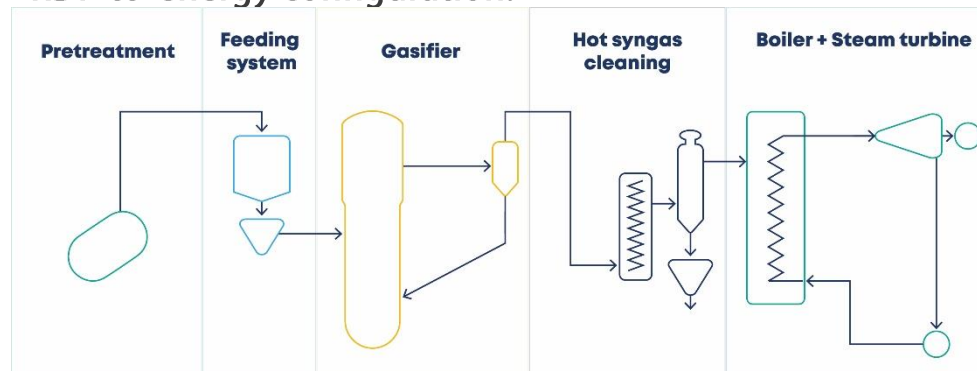 Pretreatment
Feeding
system
Gasifier
Hot syngas
cleaning
Boiler + Steam turbine